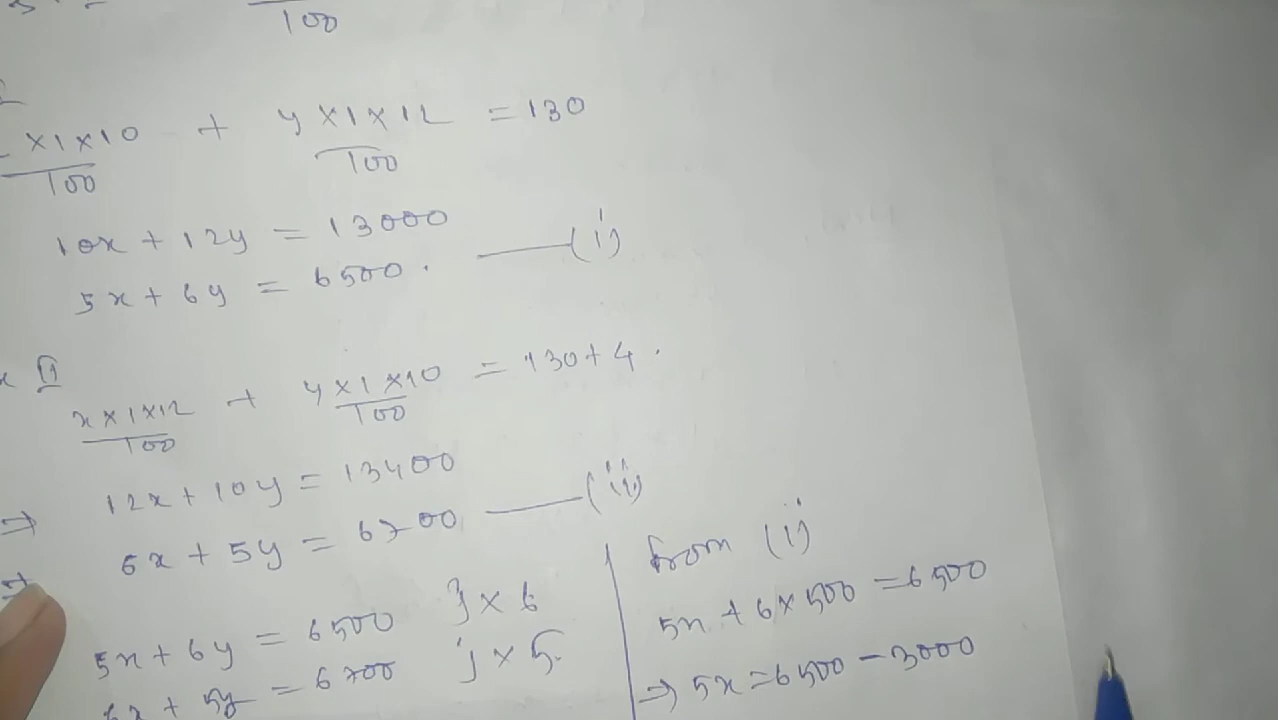 100
×1×10 + y×1×12 = 130
100 100
10x + 12y = 13000
5x + 6y = 6500. (i)
x×1×12 + y×1×10 = 130+4.
100 100
⇒ 12x + 10y = 13400
⇒ 6x + 5y = 6700 (ii)
5x + 6y = 6500 } × 6
6x + 5y = 6700 } × 5
from (i)
5x + 6×500 = 6500
⇒ 5x = 6500 - 3000